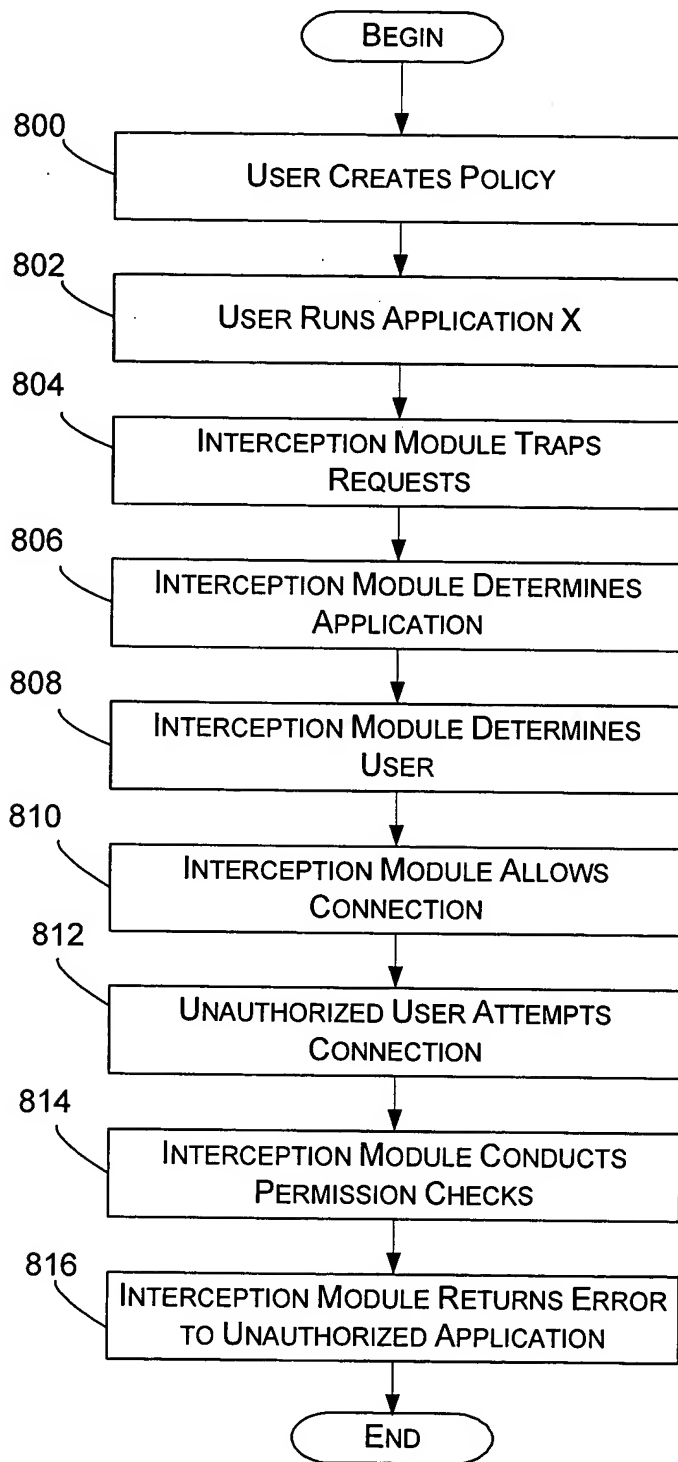 BEGIN
800
USER CREATES POLICY
802
USER RUNS APPLICATION X
804
INTERCEPTION MODULE TRAPS
REQUESTS
806
INTERCEPTION MODULE DETERMINES
APPLICATION
808
INTERCEPTION MODULE DETERMINES
USER
810
INTERCEPTION MODULE ALLOWS
CONNECTION
812
UNAUTHORIZED USER ATTEMPTS
CONNECTION
814
INTERCEPTION MODULE CONDUCTS
PERMISSION CHECKS
816
INTERCEPTION MODULE RETURNS ERROR
TO UNAUTHORIZED APPLICATION
END